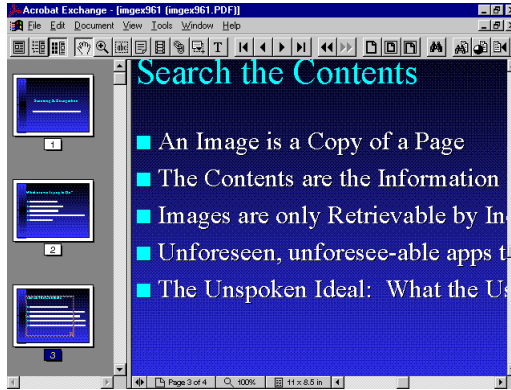 Acrobat Exchange - [imgex961 (imgex961.PDF)]
File Edit Document View Tools Window Help
T
Search the Contents
An Image is a Copy of a Page
The Contents are the Information
Images are only Retrievable by In
Unforeseen, unforesee-able apps t
The Unspoken Ideal: What the Us
1
2
3
Page 3 of 4
100%
11 x 8.5 in